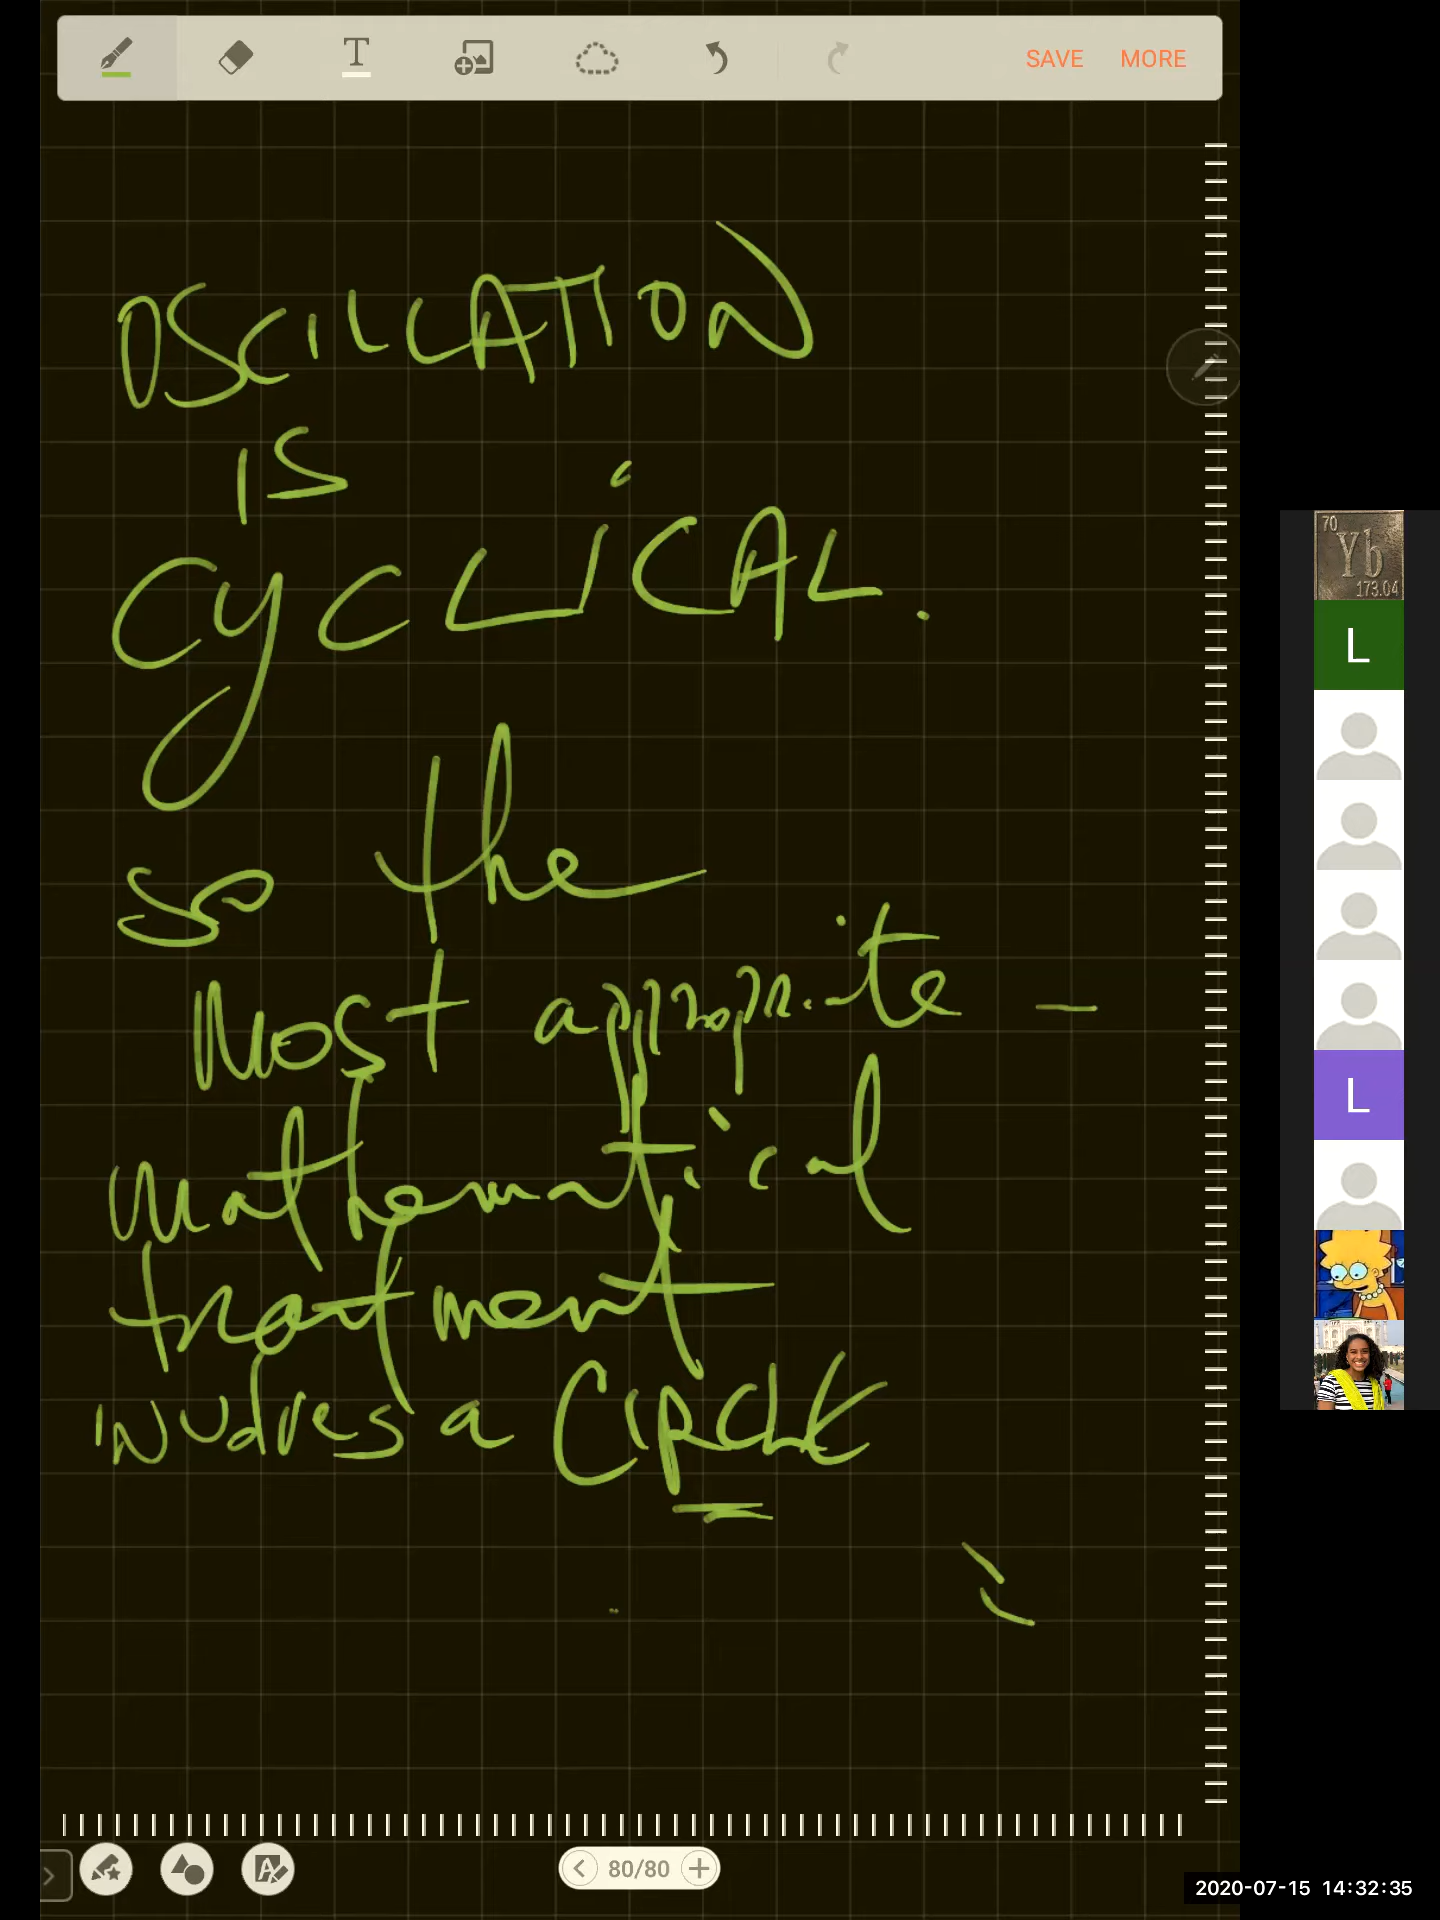 T
SAVE MORE
OSCILLATION
IS
CYCLICAL.
so the
Most appropriate -
mathematical
treatment
involves a CIRCLE
70
Yb
173.04
L
L
80/80
2020-07-15 14:32:35